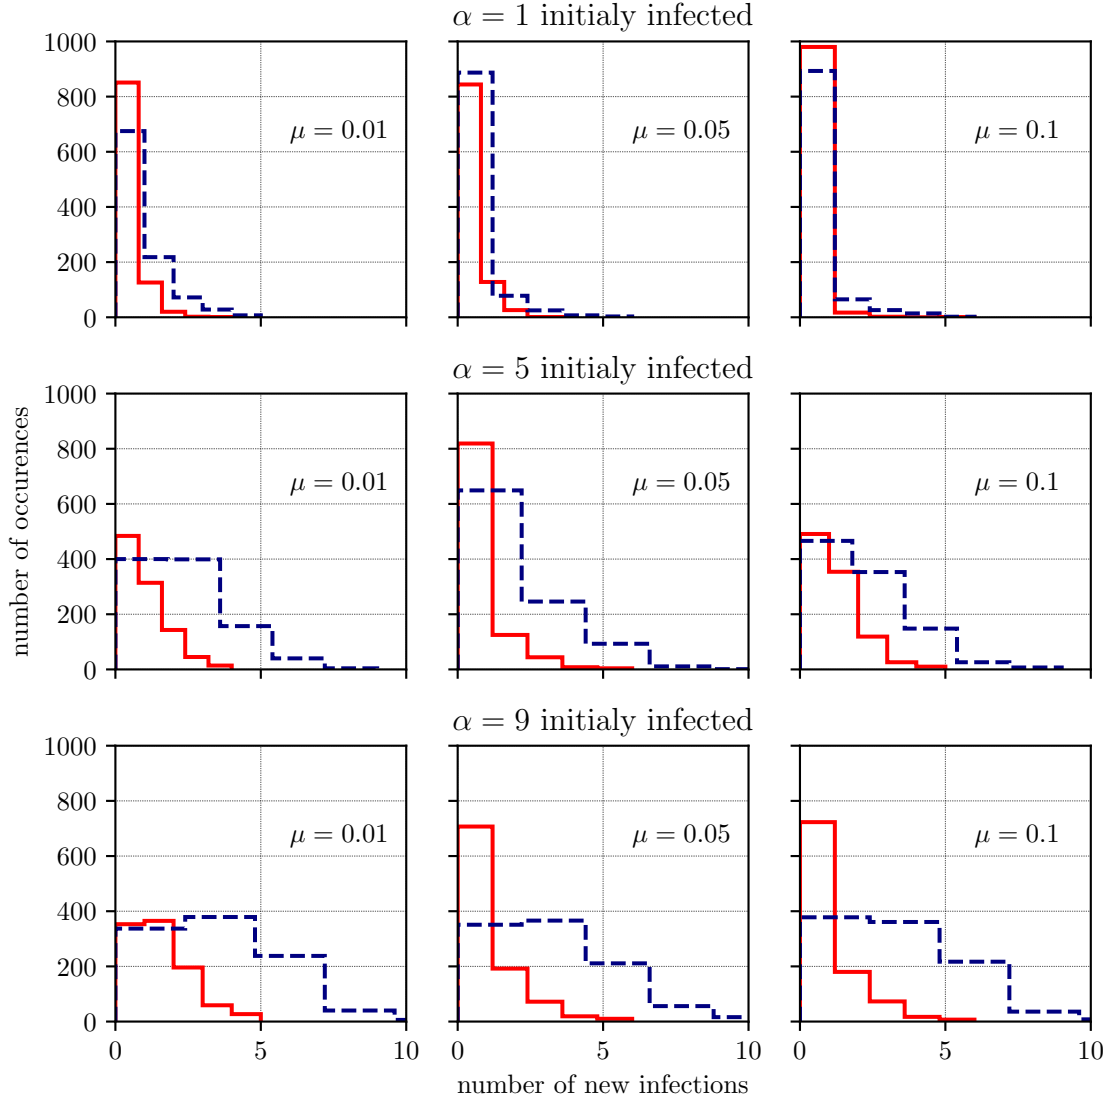 α = 1 initialy infected
1000
800
600
400
200
0
μ = 0.01
μ = 0.05
μ = 0.1
α = 5 initialy infected
number of occurences
1000
800
600
400
200
0
μ = 0.01
μ = 0.05
μ = 0.1
α = 9 initialy infected
1000
800
600
400
200
0
μ = 0.01
μ = 0.05
μ = 0.1
0 5 10
0 5 10
0 5 10
number of new infections